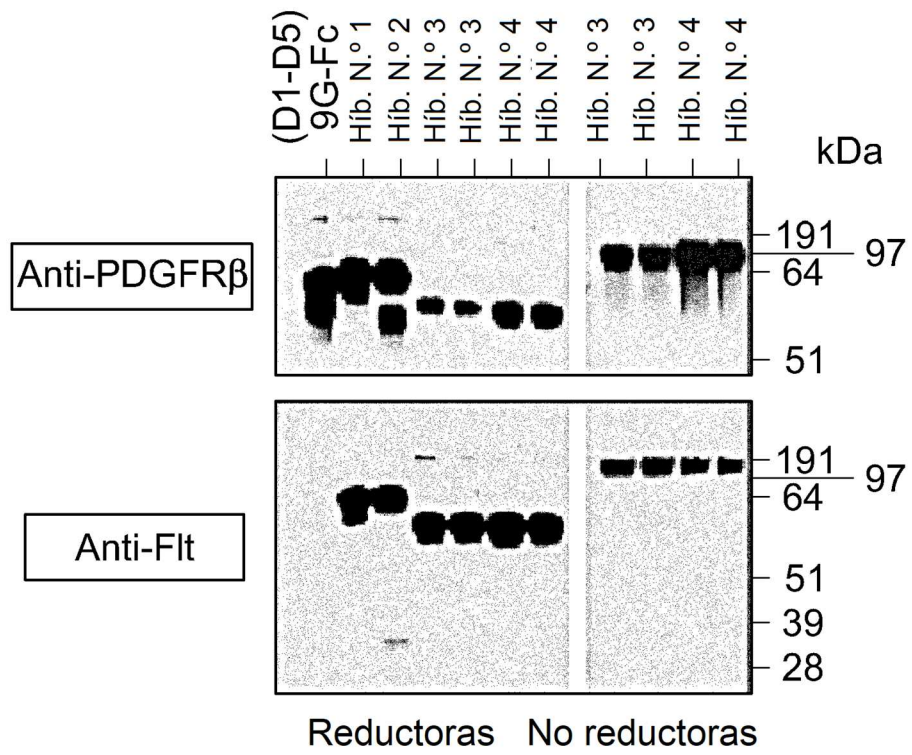 (D1-D5)
9G-Fc
Híb. N.º 1
Híb. N.º 2
Híb. N.º 3
Híb. N.º 3
Híb. N.º 4
Híb. N.º 4
Híb. N.º 3
Híb. N.º 3
Híb. N.º 4
Híb. N.º 4
kDa
Anti-PDGFRβ
191
97
64
51
Anti-Flt
191
97
64
51
39
28
Reductoras
No reductoras